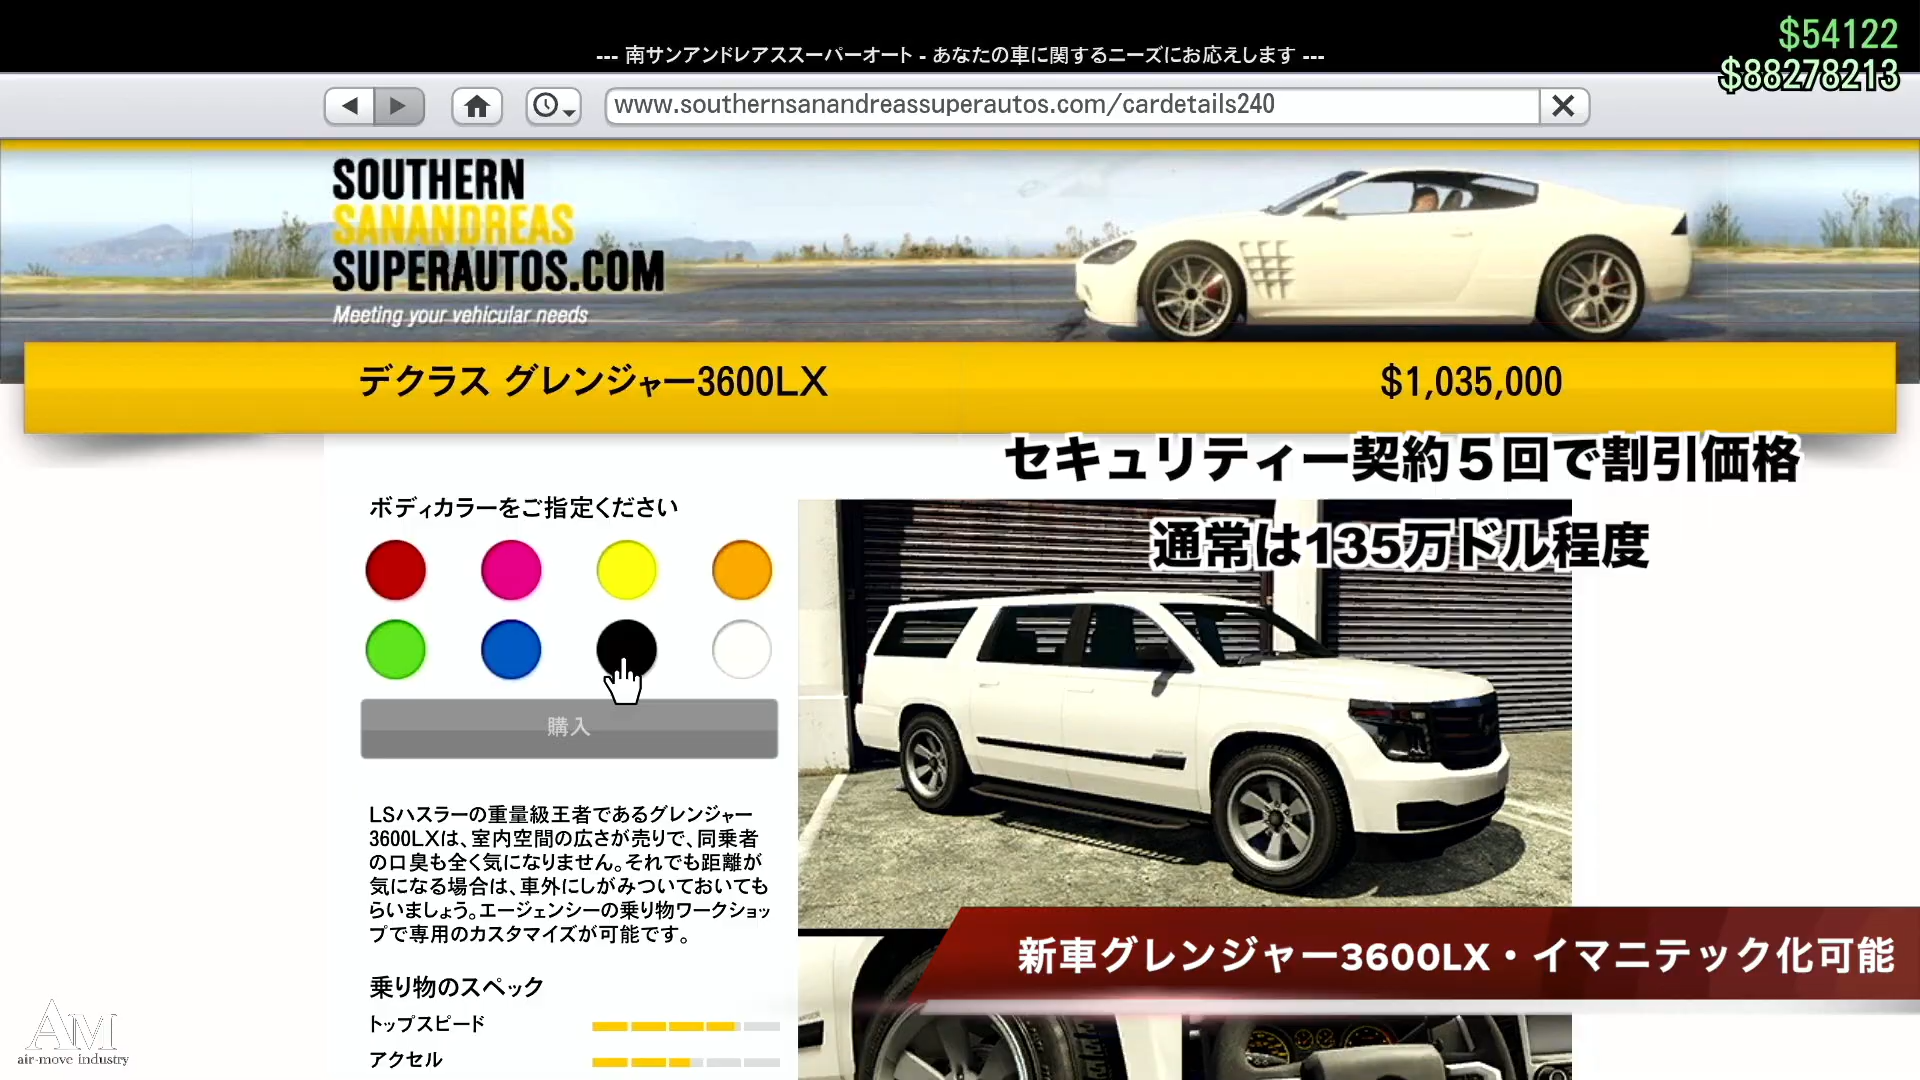 --- 南サンアンドレアススーパーオート - あなたの車に関するニーズにお応えします ---
$54122
$88278213
www.southernsanandreassuperautos.com/cardetails240
SOUTHERN
SANANDREAS
SUPERAUTOS.COM
Meeting your vehicular needs
デクラス グレンジャー3600LX
$1,035,000
セキュリティー契約５回で割引価格
通常は135万ドル程度
ボディカラーをご指定ください
購入
LSハスラーの重量級王者であるグレンジャー
3600LXは、室内空間の広さが売りで、同乗者
の口臭も全く気になりません。それでも距離が
気になる場合は、車外にしがみついておいても
らいましょう。エージェンシーの乗り物ワークショッ
プで専用のカスタマイズが可能です。
新車グレンジャー3600LX・イマニテック化可能
乗り物のスペック
トップスピード
アクセル
AM
air-move industry